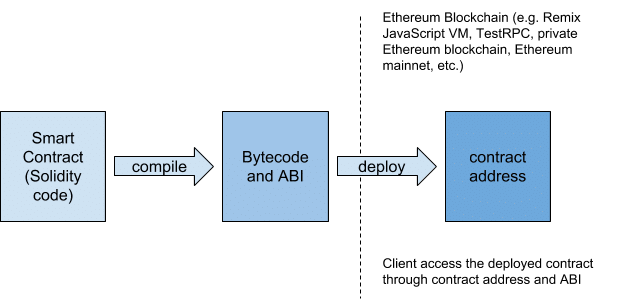 Ethereum Blockchain (e.g. Remix
JavaScript VM, TestRPC, private
Ethereum blockchain, Ethereum
mainnet, etc.)
Smart
Contract
(Solidity
code)
compile
Bytecode
and ABI
deploy
contract
address
Client access the deployed contract
through contract address and ABI